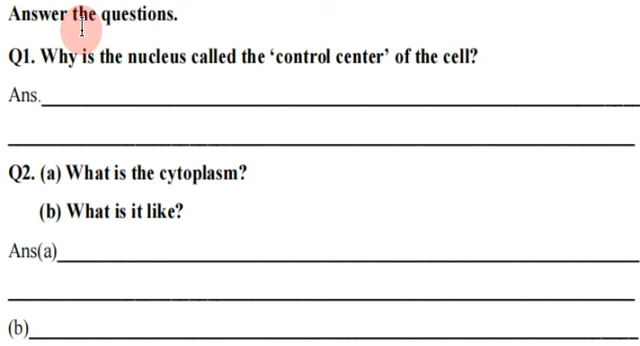 Answer the questions.
Q1. Why is the nucleus called the ‘control center’ of the cell?
Ans.
Q2. (a) What is the cytoplasm?
(b) What is it like?
Ans(a)
(b)